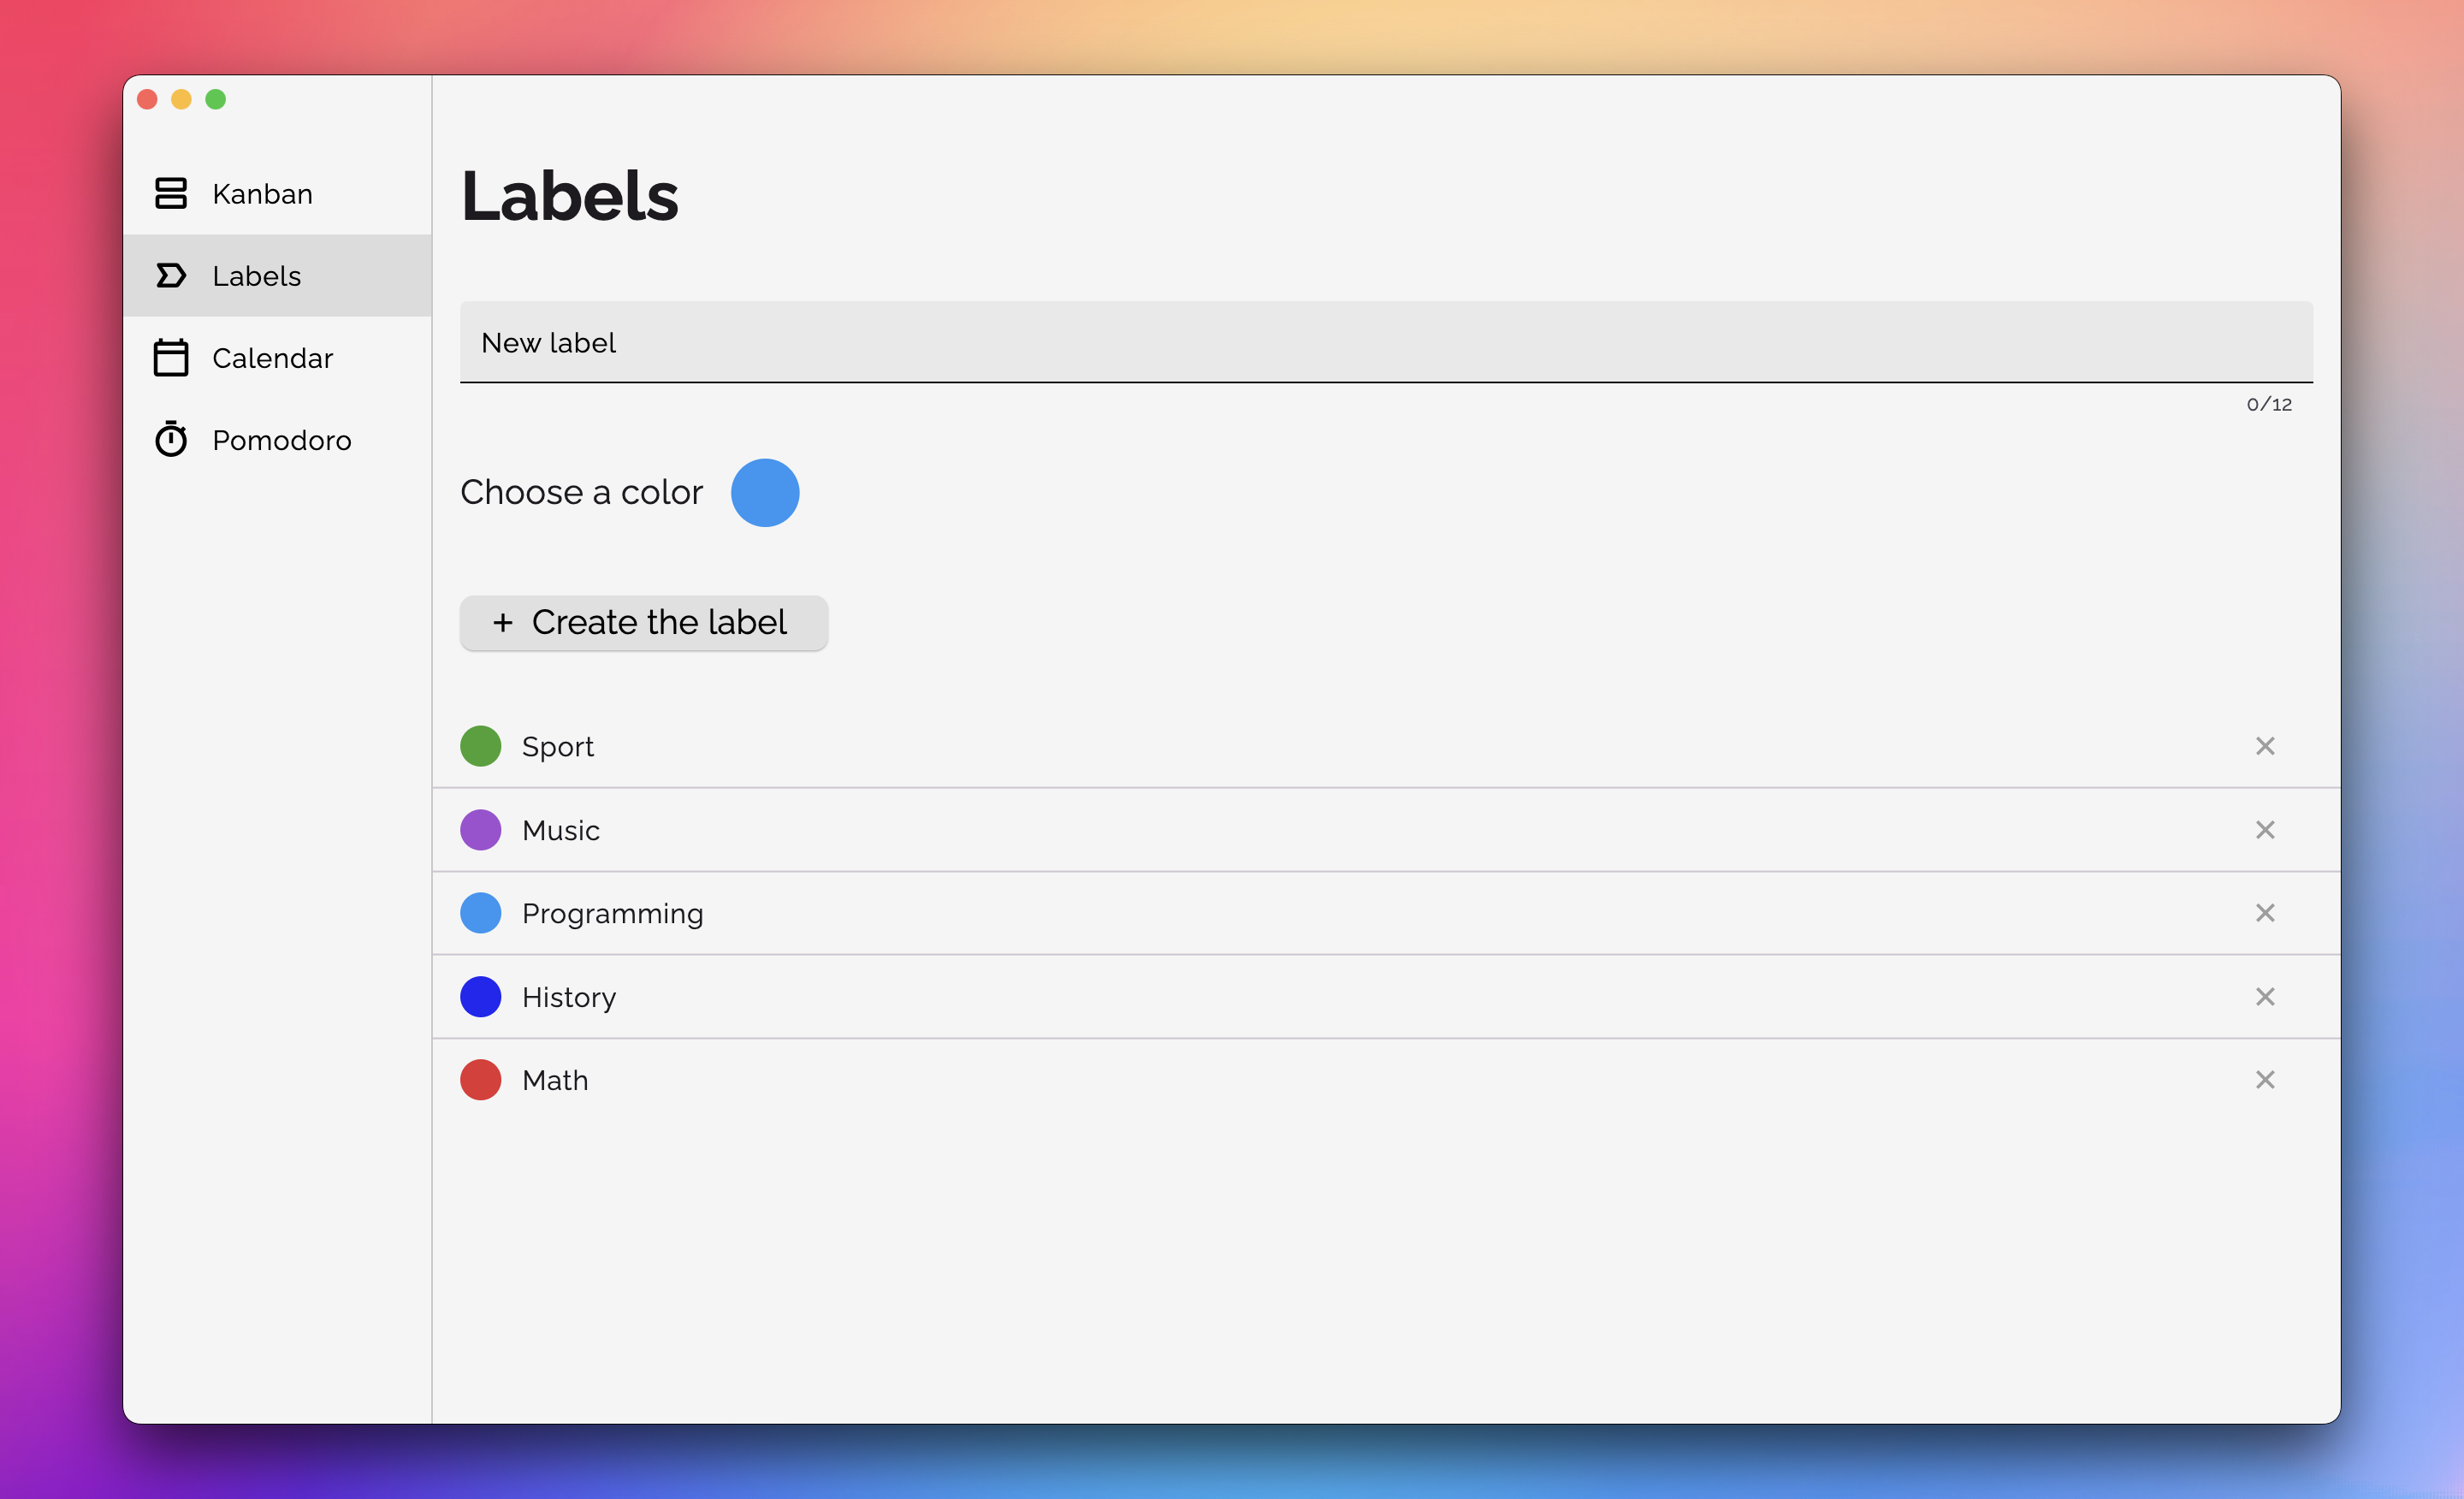 Kanban
Labels
Calendar
Pomodoro
Labels
New label
0/12
Choose a color
+ Create the label
Sport
Music
Programming
History
Math